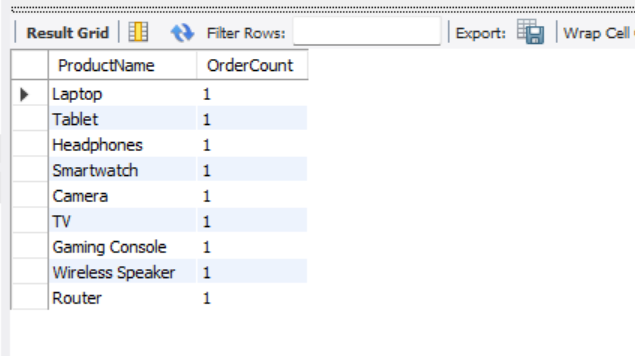 Result Grid Filter Rows: Export: Wrap Cell
ProductName OrderCount
Laptop 1
Tablet 1
Headphones 1
Smartwatch 1
Camera 1
TV 1
Gaming Console 1
Wireless Speaker 1
Router 1